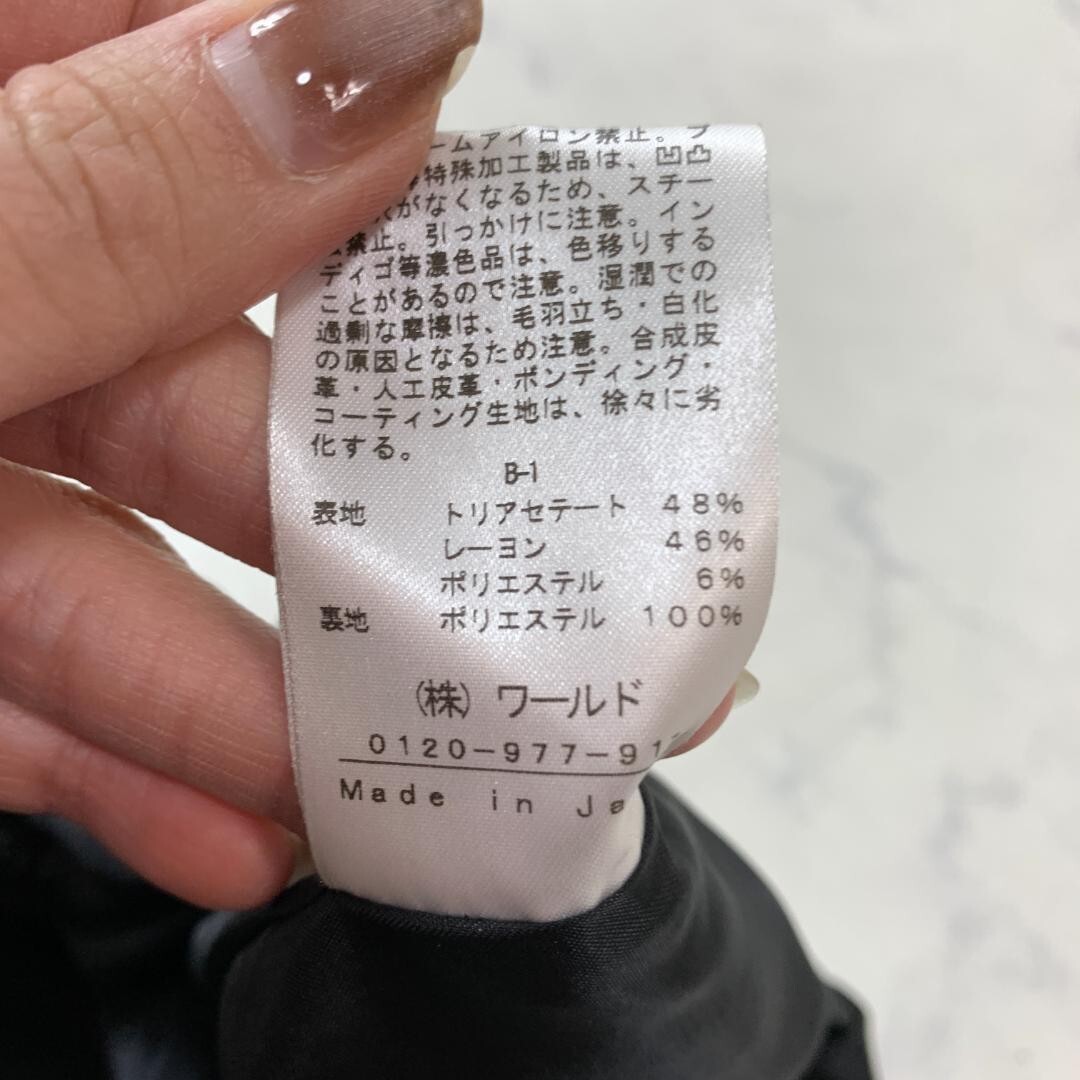 ームアイロン禁止。プ
特殊加工製品は、凹凸
がなくなるため、スチー
禁止。引っかけに注意。イン
ディゴ等濃色品は、色移りする
ことがあるので注意。湿潤での
過剰な摩擦は、毛羽立ち・白化
の原因となるため注意。合成皮
革・人工皮革・ボンディング・
コーティング生地は、徐々に劣
化する。
B-1
表地 トリアセテート 48%
レーヨン 46%
ポリエステル 6%
裏地 ポリエステル 100%
(株)ワールド
0120-977-91
Made in Ja